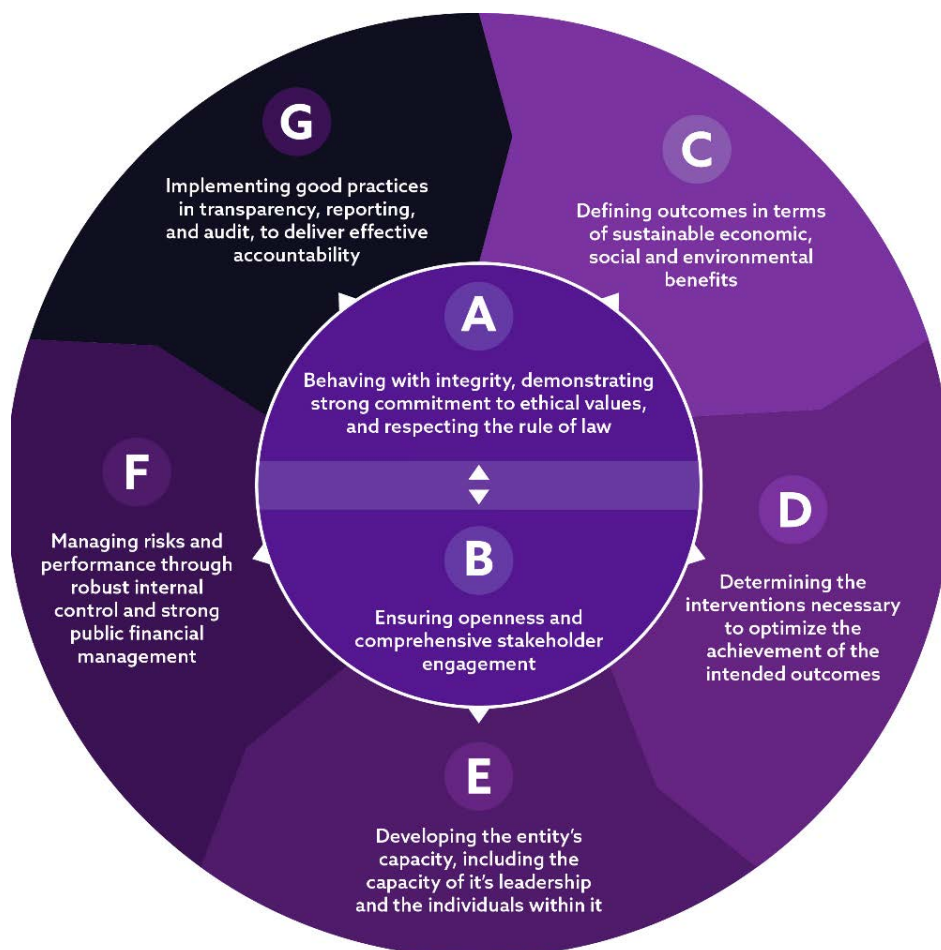 A
Behaving with integrity, demonstrating
strong commitment to ethical values,
and respecting the rule of law
B
Ensuring openness and
comprehensive stakeholder
engagement
C
Defining outcomes in terms
of sustainable economic,
social and environmental
benefits
D
Determining the
interventions necessary
to optimize the
achievement of the
intended outcomes
E
Developing the entity’s
capacity, including the
capacity of it’s leadership
and the individuals within it
F
Managing risks and
performance through
robust internal
control and strong
public financial
management
G
Implementing good practices
in transparency, reporting,
and audit, to deliver effective
accountability